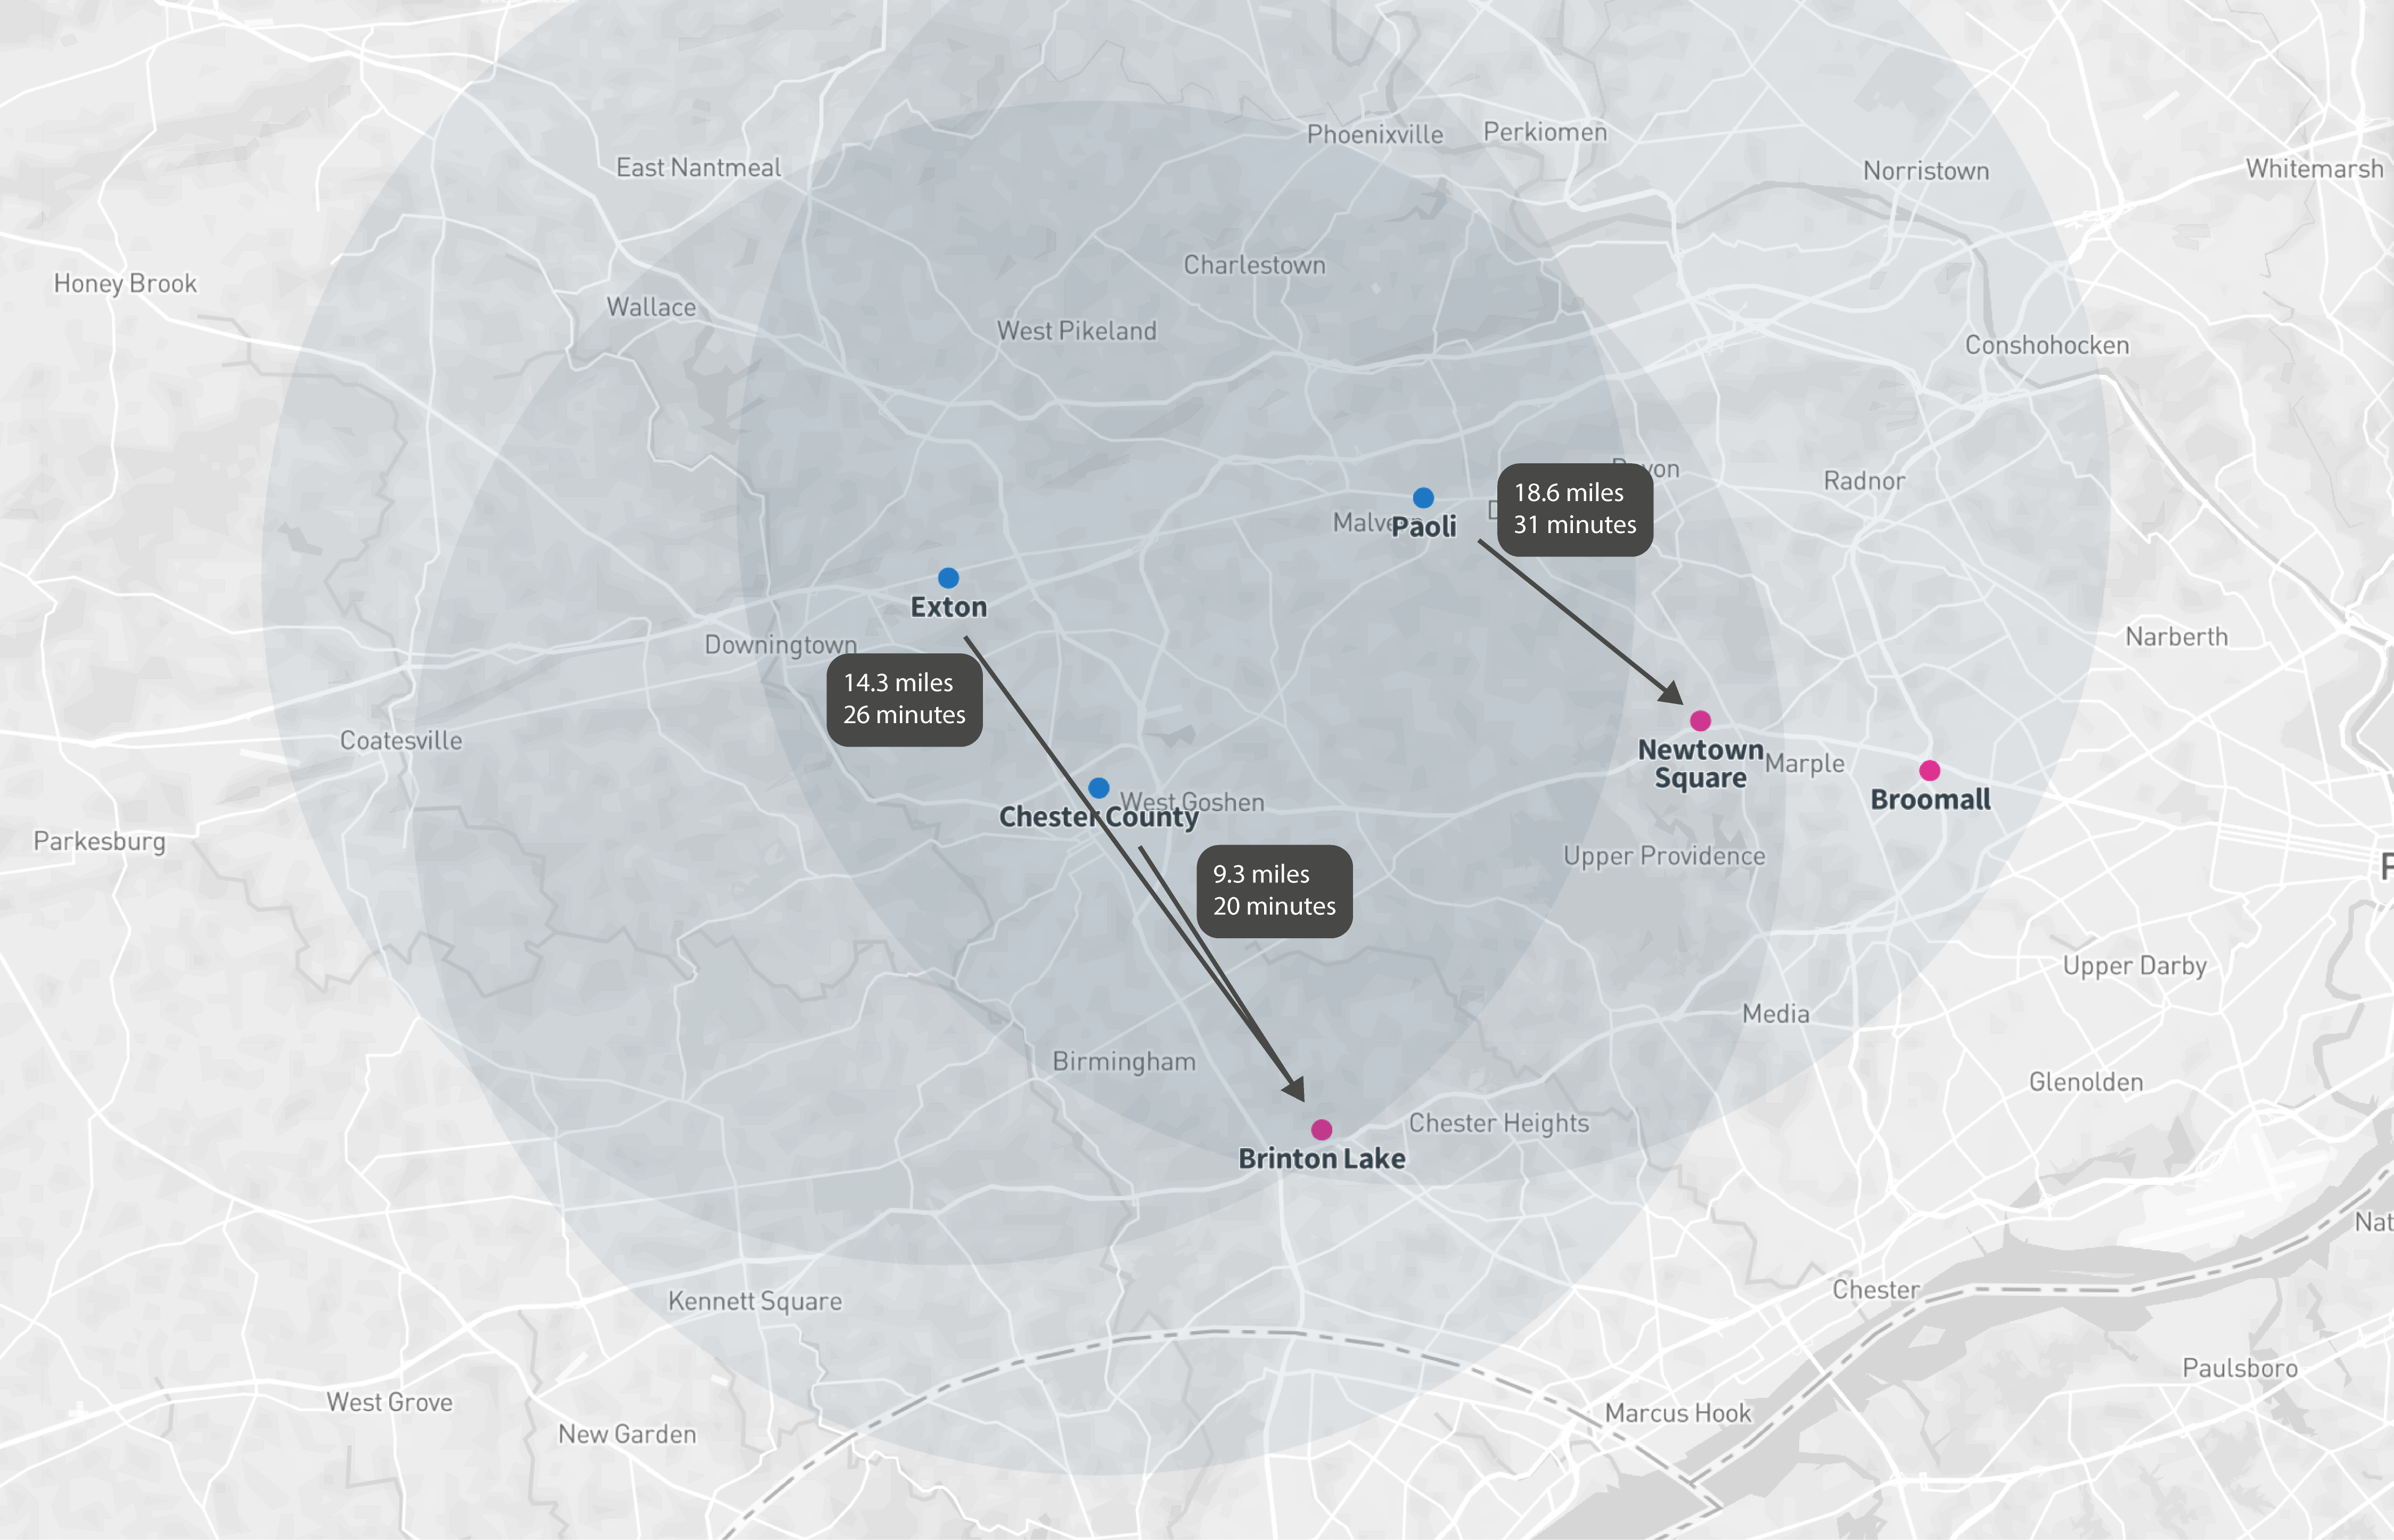 Phoenixville
Perkiomen
East Nantmeal
Norristown
Whitemarsh
Charlestown
Honey Brook
Wallace
West Pikeland
Conshohocken
Radnor
18.6 miles
31 minutes
Paoli
Exton
Downingtown
Narberth
14.3 miles
26 minutes
Coatesville
Newtown
Square
Marple
Broomall
West Goshen
Chester County
Parkesburg
Upper Providence
9.3 miles
20 minutes
Upper Darby
Media
Birmingham
Glenolden
Chester Heights
Brinton Lake
Nat
Chester
Kennett Square
Paulsboro
West Grove
Marcus Hook
New Garden